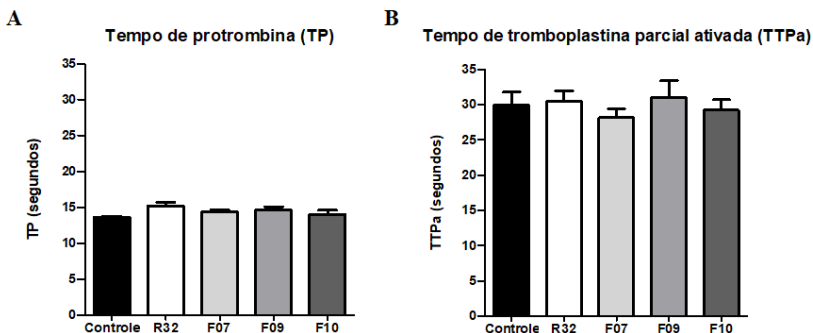 A
Tempo de protrombina (TP)
35
30
25
20
15
10
5
0
TP (segundos)
Controle R32 F07 F09 F10
B
Tempo de tromboplastina parcial ativada (TTPa)
35
30
25
20
15
10
5
0
TTPa (segundos)
Controle R32 F07 F09 F10